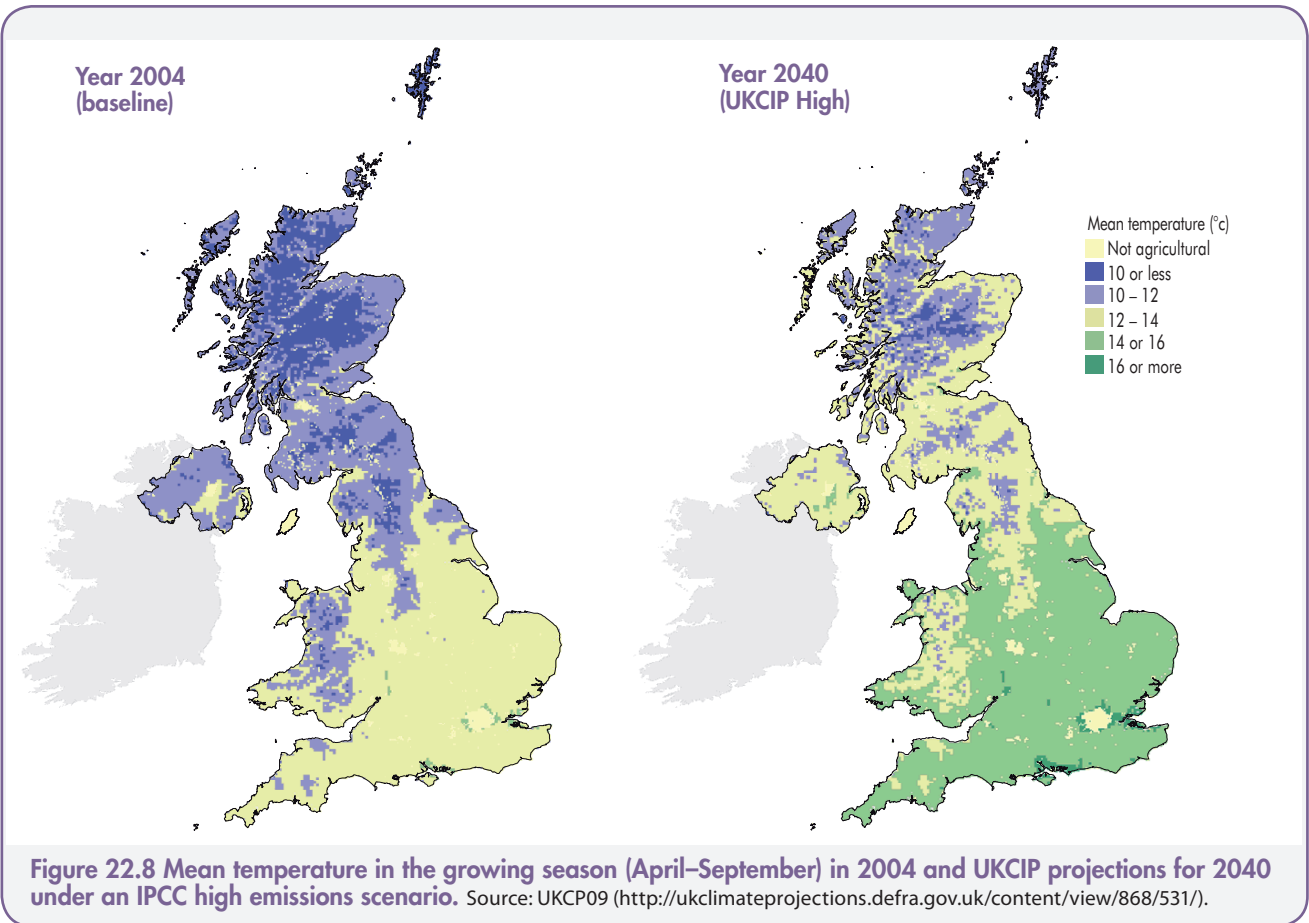 Year 2004
(baseline)
Year 2040
(UKCIP High)
Mean temperature (°c)
Not agricultural
10 or less
10 – 12
12 – 14
14 or 16
16 or more
Figure 22.8 Mean temperature in the growing season (April–September) in 2004 and UKCIP projections for 2040
under an IPCC high emissions scenario. Source: UKCP09 (http://ukclimateprojections.defra.gov.uk/content/view/868/531/).